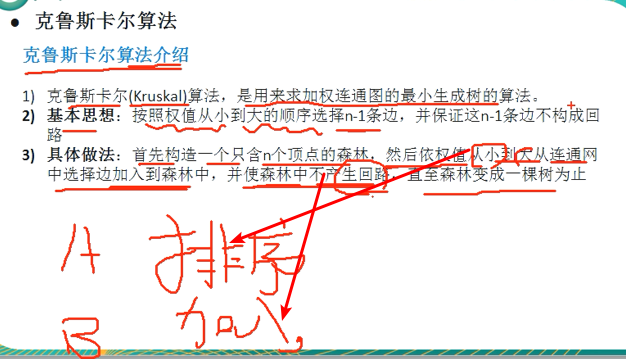 克鲁斯卡尔算法
克鲁斯卡尔算法介绍
1) 克鲁斯卡尔(Kruskal)算法，是用来求加权连通图的最小生成树的算法。
2) 基本思想：按照权值从小到大的顺序选择n-1条边，并保证这n-1条边不构成回
路
3) 具体做法：首先构造一个只含n个顶点的森林，然后依权值从小到大从连通网
中选择边加入到森林中，并使森林中不产生回路，直至森林变成一棵树为止
A 排序
B 加入